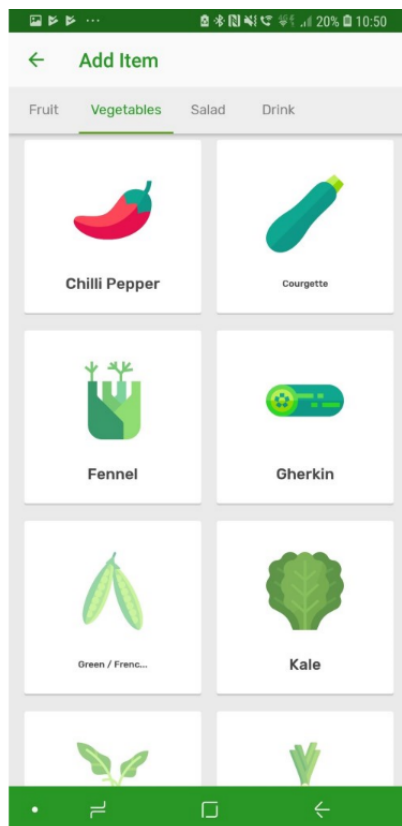 20% 10:50
Add Item
Fruit Vegetables Salad Drink
Chilli Pepper Courgette
Fennel Gherkin
Green / Frenc... Kale